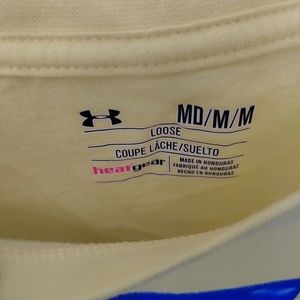 MD/M/M
LOOSE
COUPE LÂCHE/SUELTO
heatgear
MADE IN HONDURAS
FABRIQUÉ AU HONDURAS
HECHO EN HONDURAS